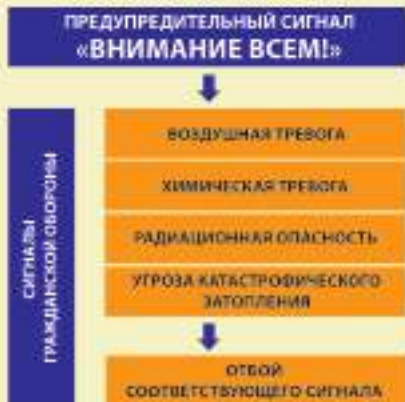 ПРЕДУПРЕДИТЕЛЬНЫЙ СИГНАЛ
«ВНИМАНИЕ ВСЕМ!»
СИГНАЛЫ
ГРАЖДАНСКОЙ ОБОРОНЫ
ВОЗДУШНАЯ ТРЕВОГА
ХИМИЧЕСКАЯ ТРЕВОГА
РАДИАЦИОННАЯ ОПАСНОСТЬ
УГРОЗА КАТАСТРОФИЧЕСКОГО
ЗАТОПЛЕНИЯ
ОТБОЙ
СООТВЕТСТВУЮЩЕГО СИГНАЛА